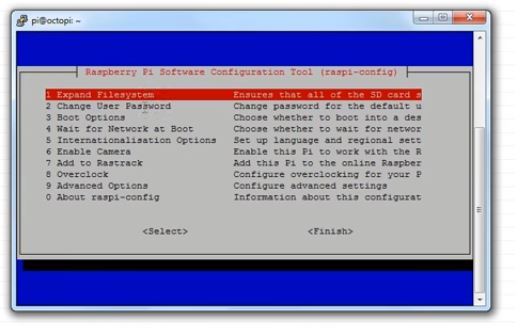 pi@octopi: ~
Raspberry Pi Software Configuration Tool (raspi-config)
1 Expand Filesystem Ensures that all of the SD card s
2 Change User Password Change password for the default u
3 Boot Options Choose whether to boot into a des
4 Wait for Network at Boot Choose whether to wait for networ
5 Internationalisation Options Set up language and regional sett
6 Enable Camera Enable this Pi to work with the R
7 Add to Rastrack Add this Pi to the online Raspber
8 Overclock Configure overclocking for your P
9 Advanced Options Configure advanced settings
0 About raspi-config Information about this configurat
<Select> <Finish>